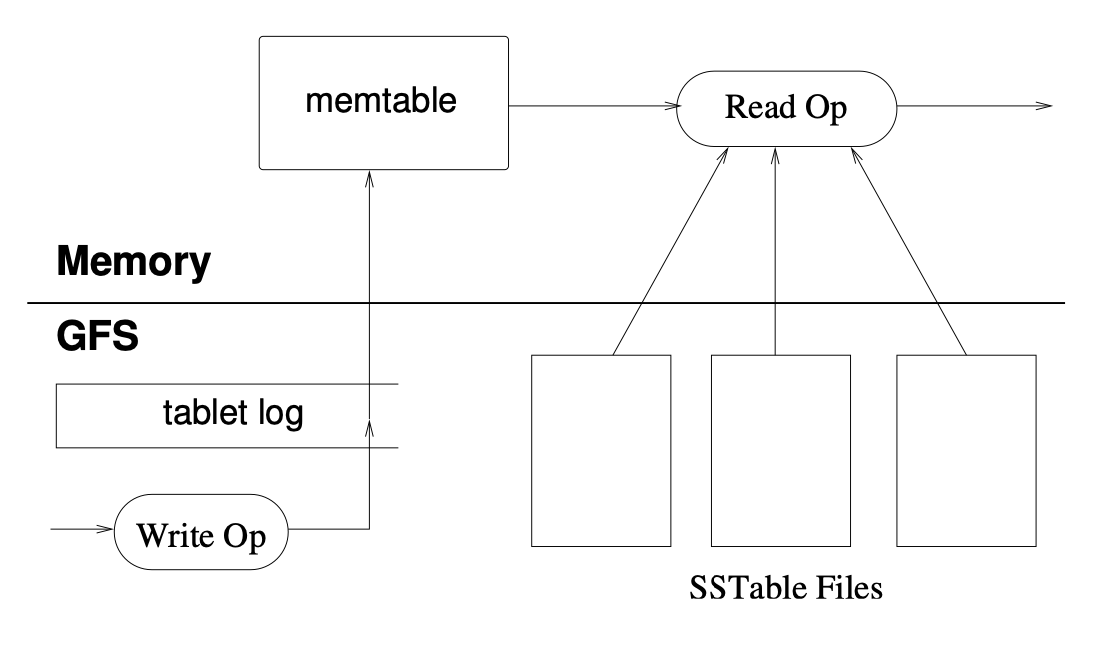 memtable
Read Op
Memory
GFS
tablet log
Write Op
SSTable Files